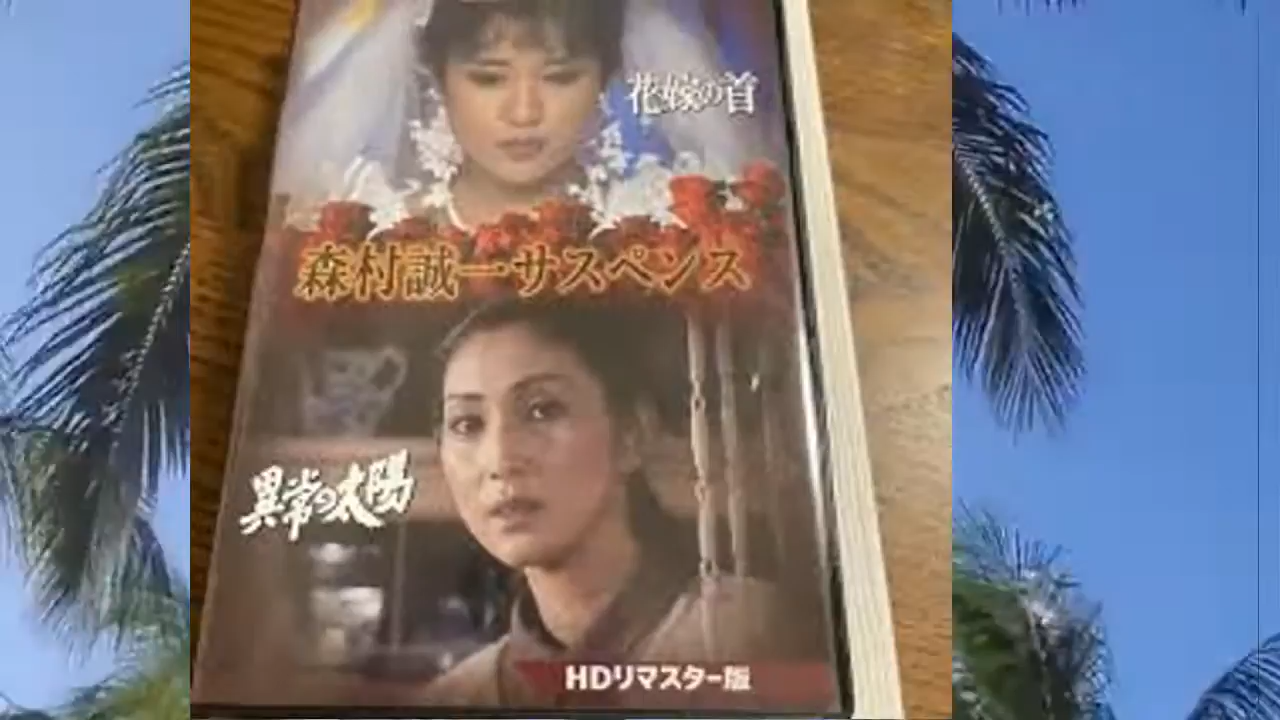 花嫁の首
森村誠一サスペンス
異常の太陽
HDリマスター版